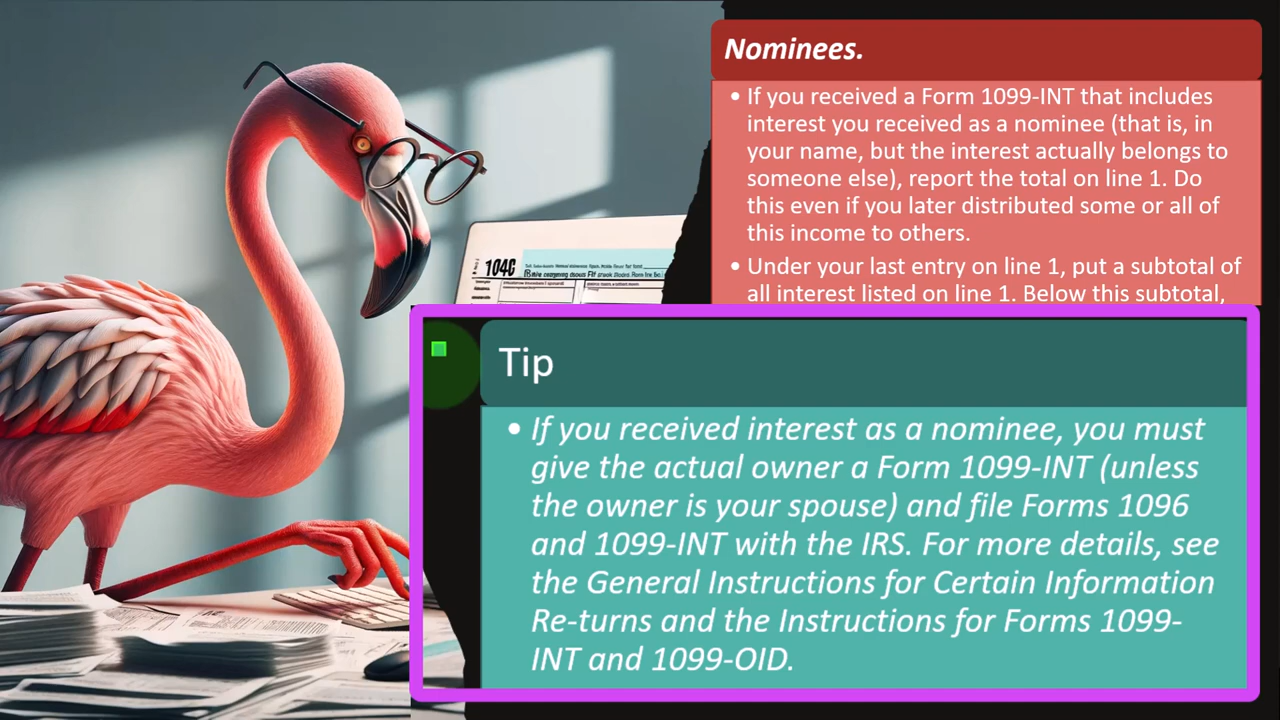 Nominees.
• If you received a Form 1099-INT that includes
interest you received as a nominee (that is, in
your name, but the interest actually belongs to
someone else), report the total on line 1. Do
this even if you later distributed some or all of
this income to others.
• Under your last entry on line 1, put a subtotal of
all interest listed on line 1. Below this subtotal,
104C
Tip
• If you received interest as a nominee, you must
give the actual owner a Form 1099-INT (unless
the owner is your spouse) and file Forms 1096
and 1099-INT with the IRS. For more details, see
the General Instructions for Certain Information
Re-turns and the Instructions for Forms 1099-
INT and 1099-OID.